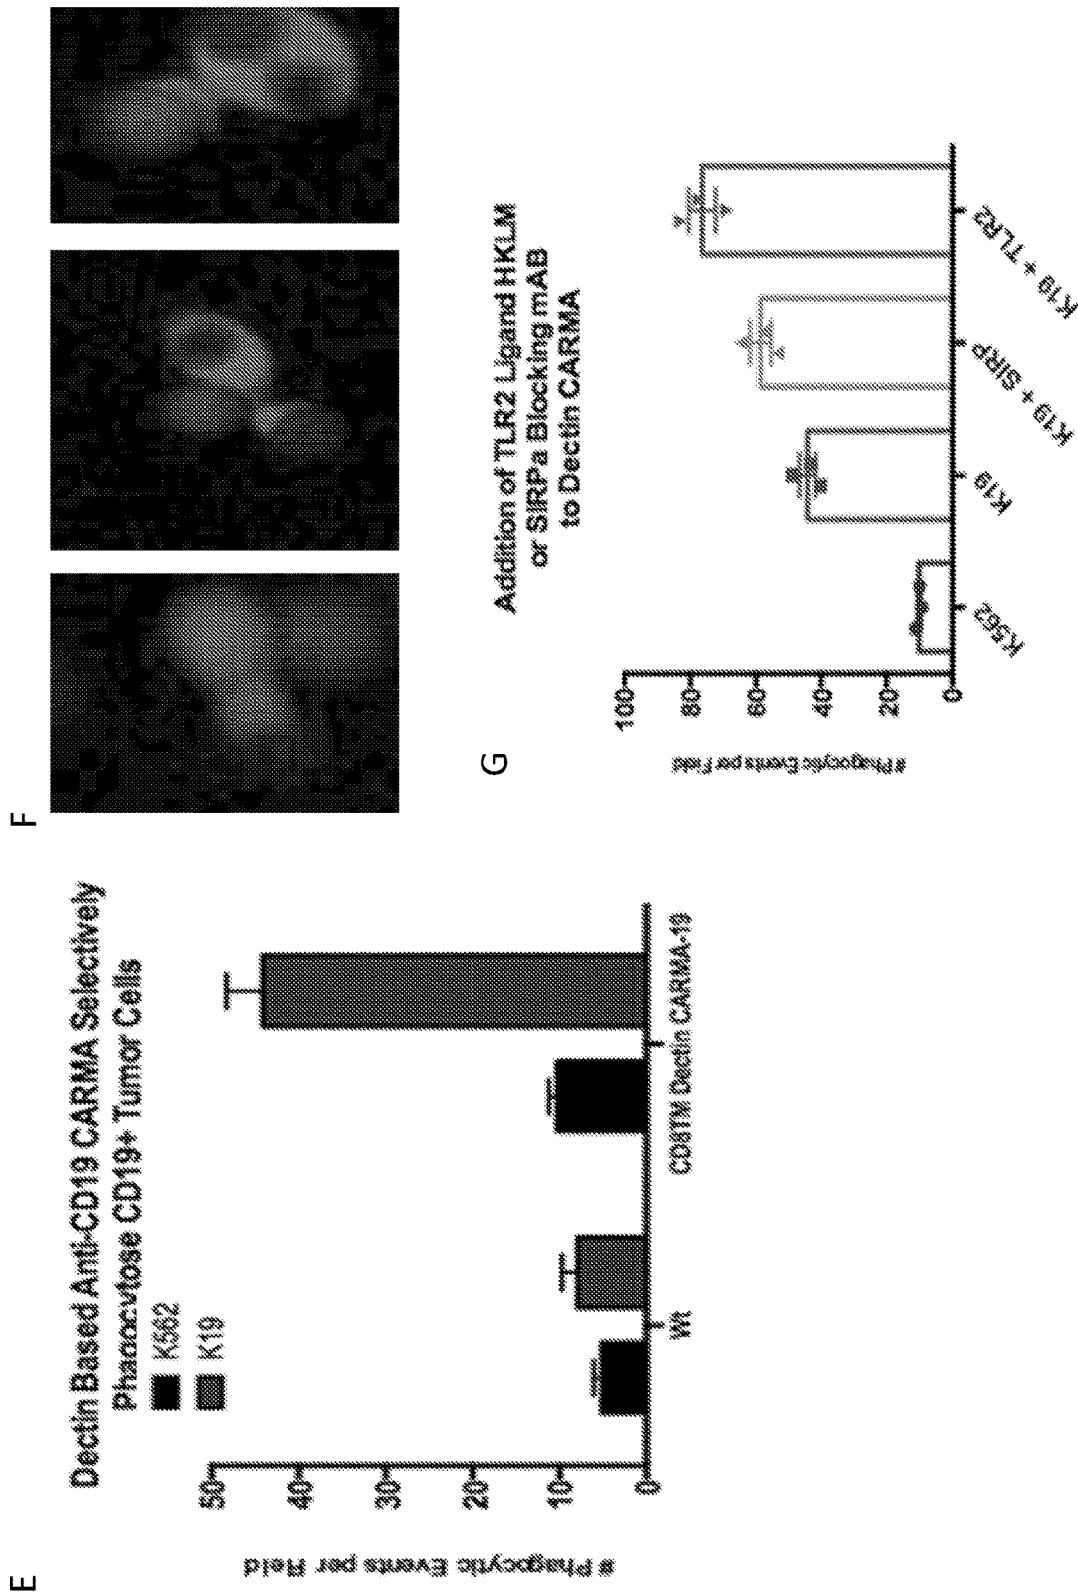 E
Dectin Based Anti-CD19 CARMA Selectively
Phagocytose CD19+ Tumor Cells
K562
K19
# Phagocytic Events per Field
50
40
30
20
10
0
Wt
CD8TM Dectin CARMA-19
F
G
Addition of TLR2 Ligand HKLM
or SIRPa Blocking mAB
to Dectin CARMA
# Phagocytic Events per Field
100
80
60
40
20
0
K562
K19
K19 + SIRP
K19 + TLR2